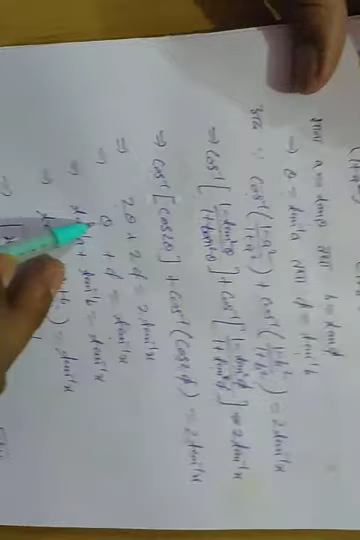 माना a = tanθ तथा b = tanϕ
⇒ θ = tan⁻¹a तथा ϕ = tan⁻¹b
∵ cos⁻¹(1-a²/1+a²) + cos⁻¹(1-b²/1+b²) = 2tan⁻¹x
⇒ cos⁻¹[1-tan²θ/1+tan²θ] + cos⁻¹[1-tan²ϕ/1+tan²ϕ] = 2tan⁻¹x
⇒ cos⁻¹[cos2θ] + cos⁻¹(cos2ϕ) = 2tan⁻¹x
⇒ 2θ + 2ϕ = 2tan⁻¹x
⇒ θ + ϕ = tan⁻¹x
⇒ tan⁻¹a + tan⁻¹b = tan⁻¹x
⇒ ) = tan⁻¹x
⇒